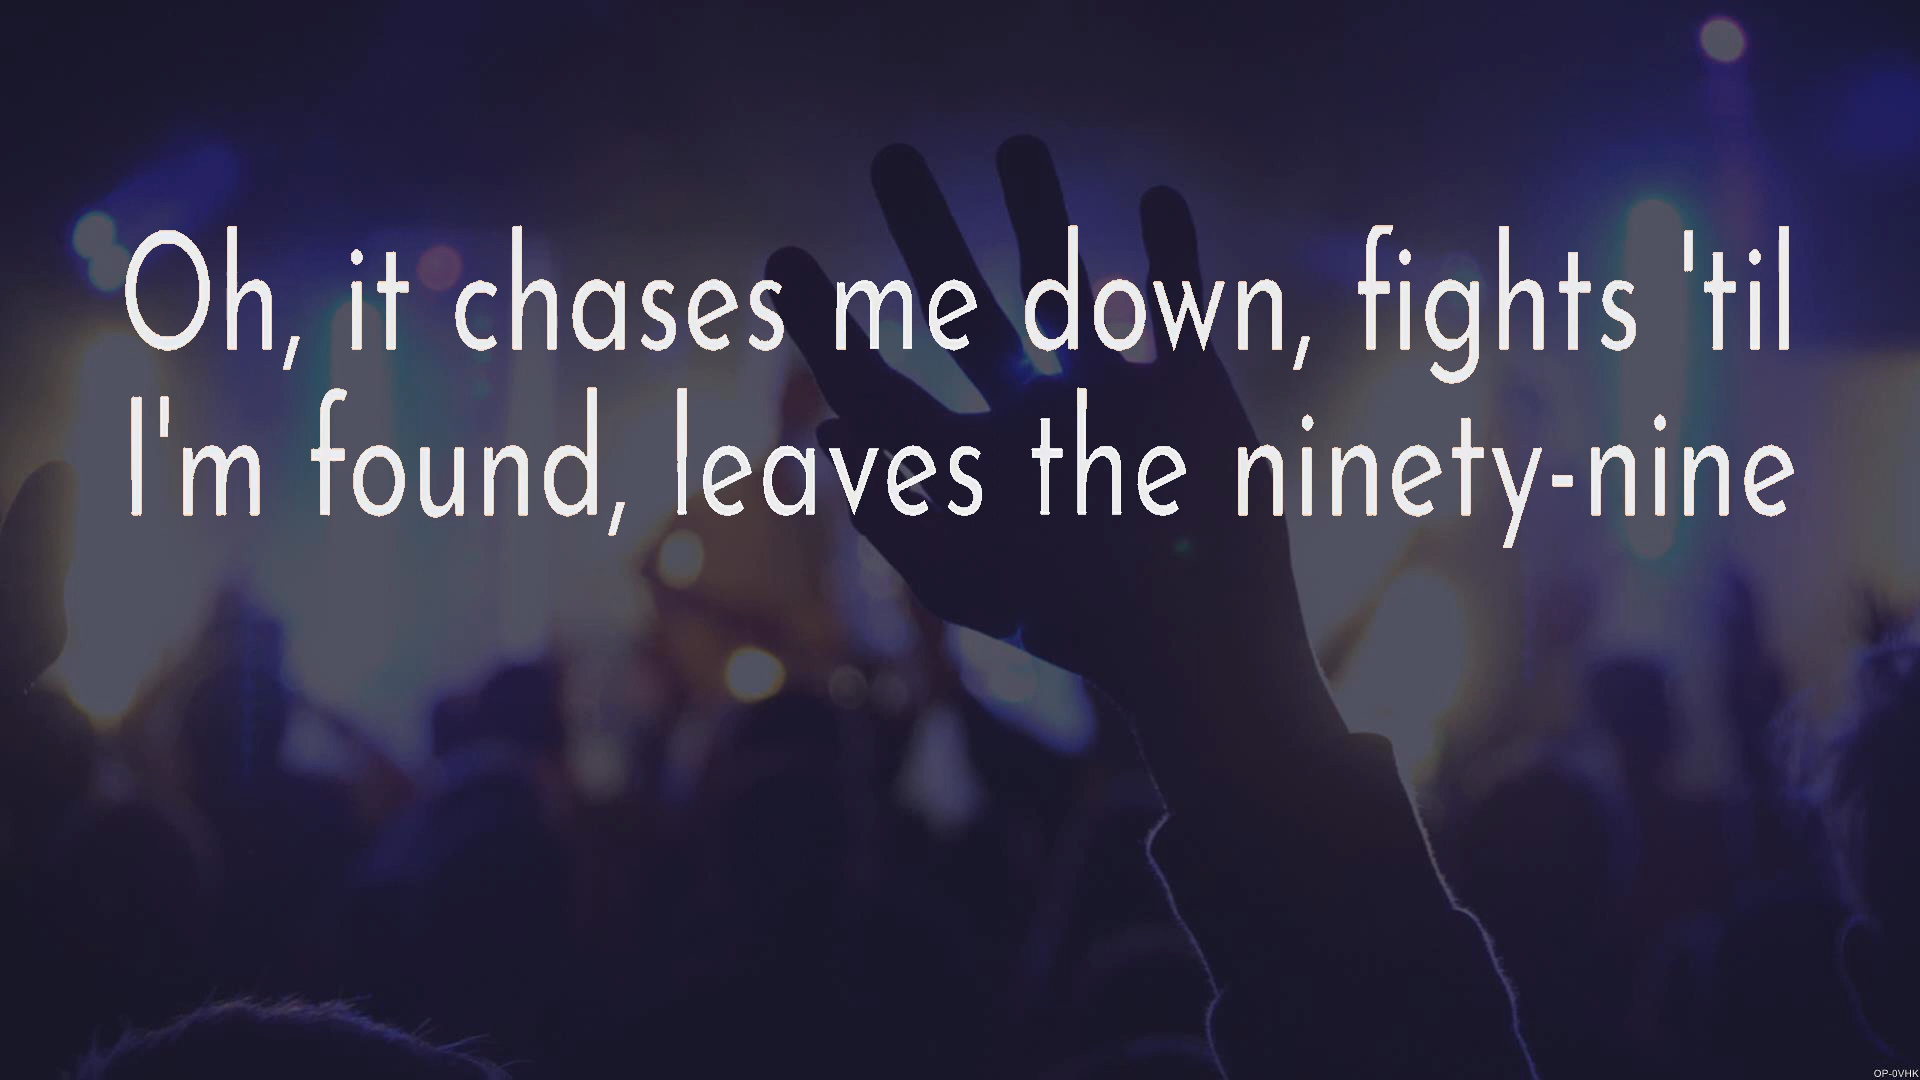 Oh, it chases me down, fights 'til
I'm found, leaves the ninety-nine
OP-0VHK